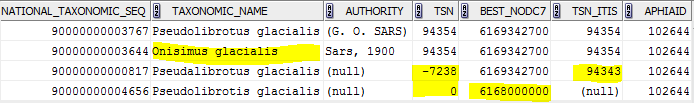 NATIONAL_TAXONOMIC_SEQ TAXONOMIC_NAME AUTHORITY TSN BEST_NODC7 TSN_ITIS APHIAID
90000000003767 Pseudolibrotus glacialis (G. O. SARS) 94354 6169342700 94354 102644
90000000003644 Onisimus glacialis Sars, 1900 94354 6169342700 94354 102644
90000000000817 Pseudalibrotis glacialis (null) -7238 6169342700 94343 102644
90000000004656 Pseudalibrotus glacialis (null) 0 6168000000 (null) 102644